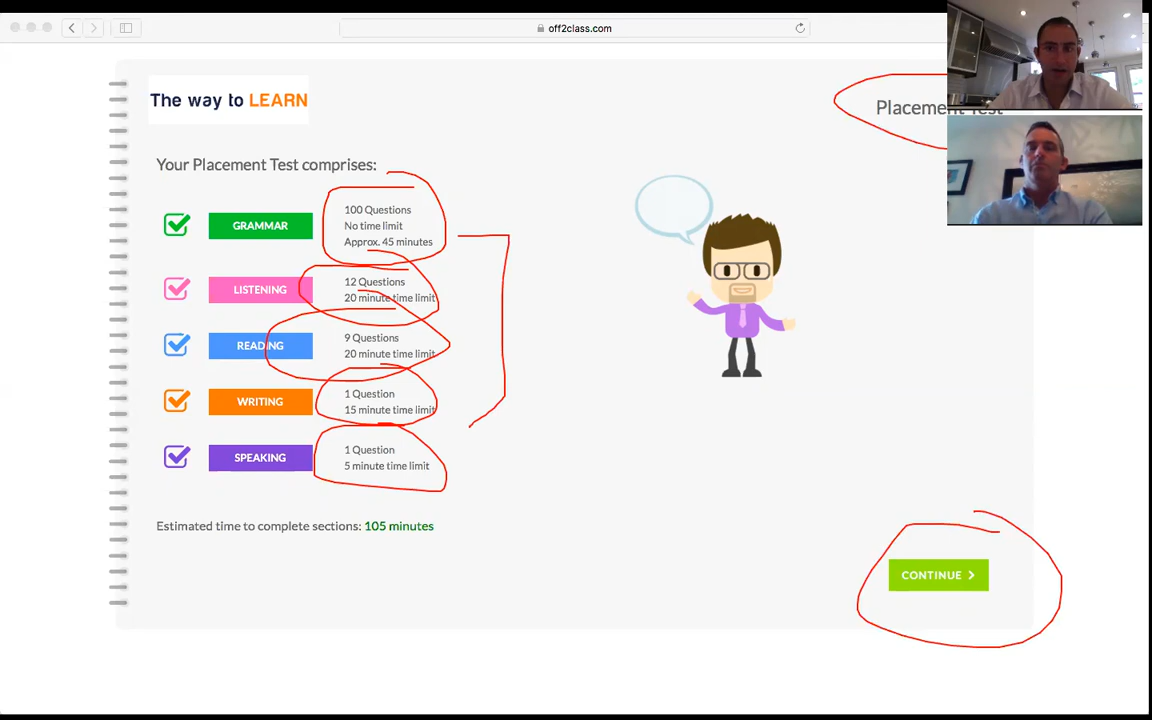 off2class.com
The way to LEARN
Placement Test
Your Placement Test comprises:
GRAMMAR
100 Questions
No time limit
Approx. 45 minutes
LISTENING
12 Questions
20 minute time limit
READING
9 Questions
20 minute time limit
WRITING
1 Question
15 minute time limit
SPEAKING
1 Question
5 minute time limit
Estimated time to complete sections: 105 minutes
CONTINUE >